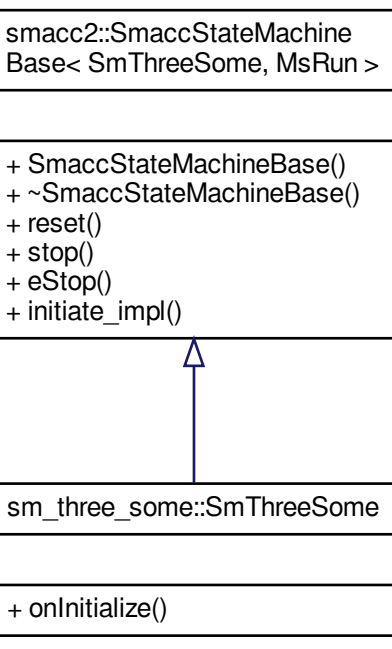 smacc2::SmaccStateMachine
Base< SmThreeSome, MsRun >
+ SmaccStateMachineBase()
+ ~SmaccStateMachineBase()
+ reset()
+ stop()
+ eStop()
+ initiate_impl()
sm_three_some::SmThreeSome
+ onInitialize()